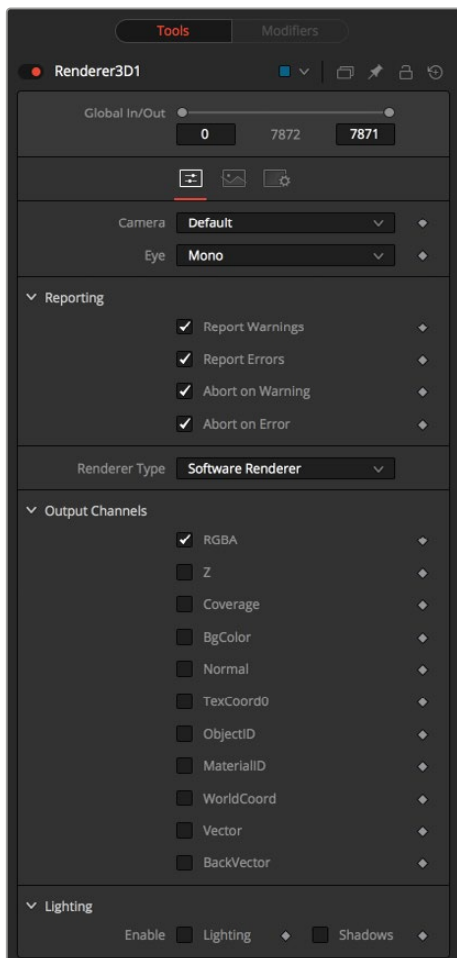 Tools Modifiers
Renderer3D1
Global In/Out
0 7872 7871
Camera Default
Eye Mono
Reporting
Report Warnings
Report Errors
Abort on Warning
Abort on Error
Renderer Type Software Renderer
Output Channels
RGBA
Z
Coverage
BgColor
Normal
TexCoord0
ObjectID
MaterialID
WorldCoord
Vector
BackVector
Lighting
Enable Lighting Shadows